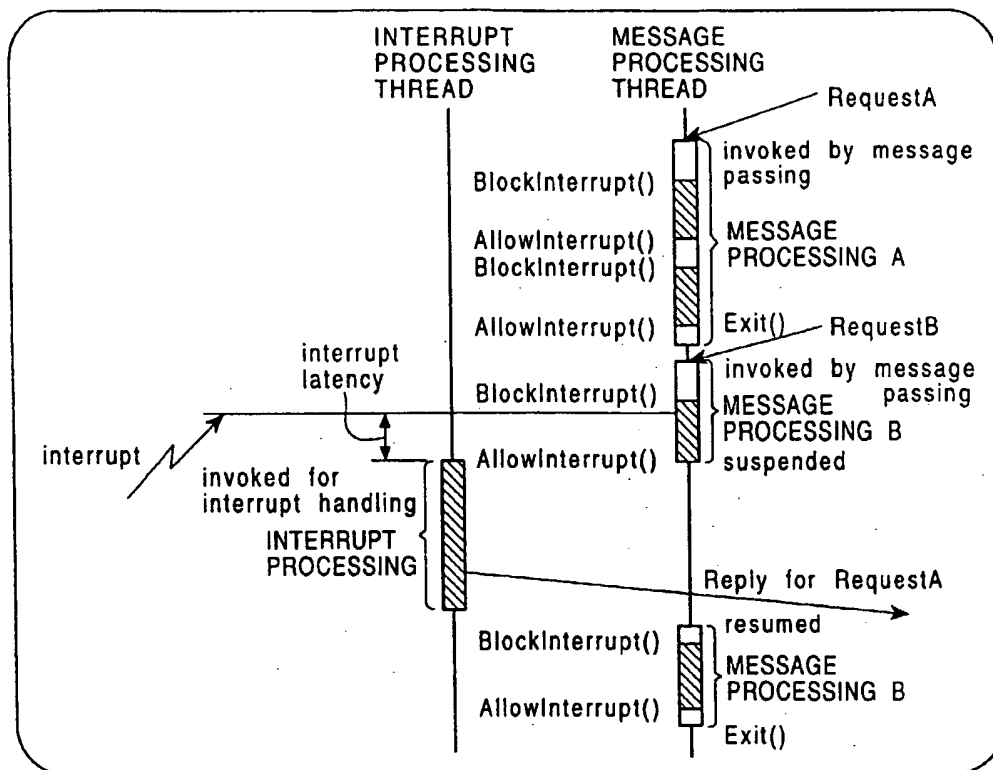 INTERRUPT
PROCESSING
THREAD
MESSAGE
PROCESSING
THREAD
RequestA
invoked by message
passing
BlockInterrupt()
AllowInterrupt()
BlockInterrupt()
MESSAGE
PROCESSING A
AllowInterrupt()
Exit()
RequestB
interrupt
latency
invoked by message
passing
BlockInterrupt()
MESSAGE
PROCESSING B
suspended
interrupt
AllowInterrupt()
invoked for
interrupt handling
INTERRUPT
PROCESSING
Reply for RequestA
resumed
BlockInterrupt()
MESSAGE
PROCESSING B
AllowInterrupt()
Exit()